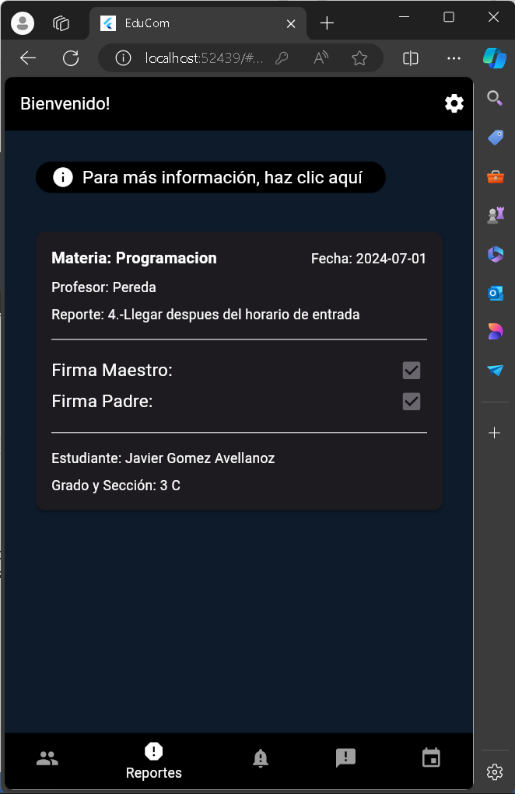 EduCom
localhost:52439/#...
Bienvenido!
Para más información, haz clic aquí
Materia: Programacion
Fecha: 2024-07-01
Profesor: Pereda
Reporte: 4.-Llegar despues del horario de entrada
Firma Maestro:
Firma Padre:
Estudiante: Javier Gomez Avellanoz
Grado y Sección: 3 C
Reportes